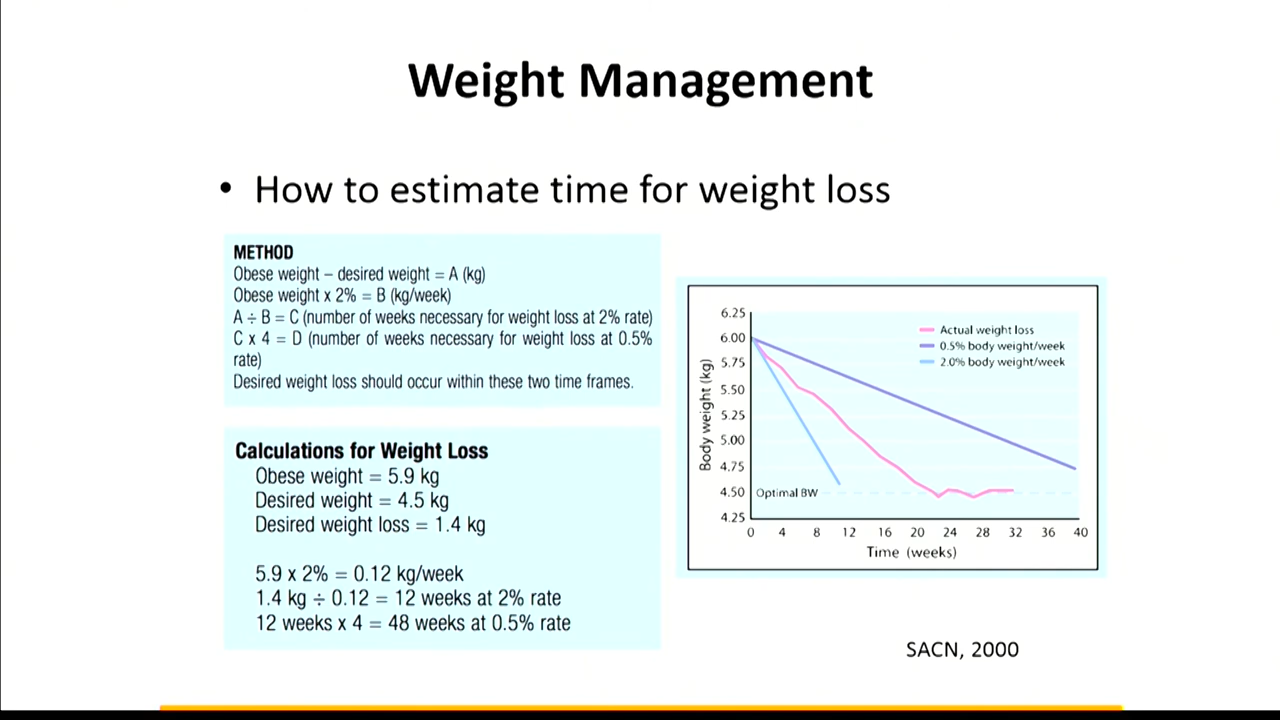 Weight Management
• How to estimate time for weight loss
METHOD
Obese weight – desired weight = A (kg)
Obese weight x 2% = B (kg/week)
A ÷ B = C (number of weeks necessary for weight loss at 2% rate)
C x 4 = D (number of weeks necessary for weight loss at 0.5%
rate)
Desired weight loss should occur within these two time frames.
Calculations for Weight Loss
Obese weight = 5.9 kg
Desired weight = 4.5 kg
Desired weight loss = 1.4 kg
5.9 x 2% = 0.12 kg/week
1.4 kg ÷ 0.12 = 12 weeks at 2% rate
12 weeks x 4 = 48 weeks at 0.5% rate
Body weight (kg)
6.25
6.00
5.75
5.50
5.25
5.00
4.75
4.50
4.25
Actual weight loss
0.5% body weight/week
2.0% body weight/week
Optimal BW
0 4 8 12 16 20 24 28 32 36 40
Time (weeks)
SACN, 2000